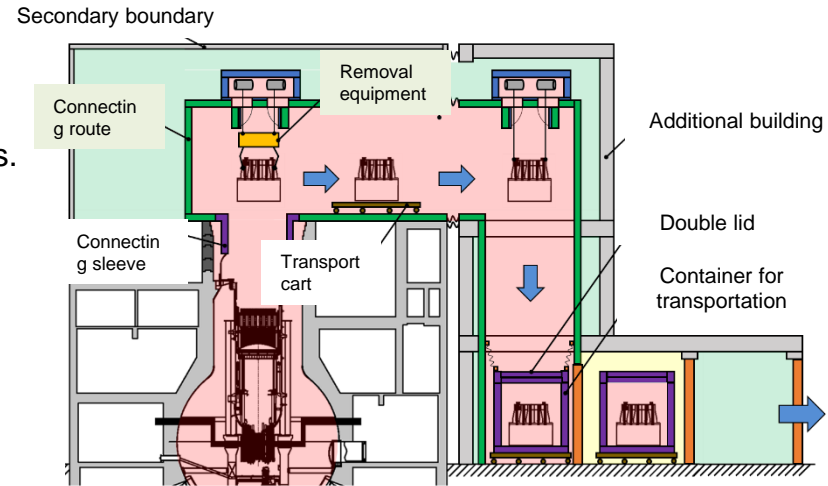 Secondary boundary
Removal
equipment
Connectin
g route
Additional building
s.
Double lid
Connectin
g sleeve
Transport
cart
Container for
transportation